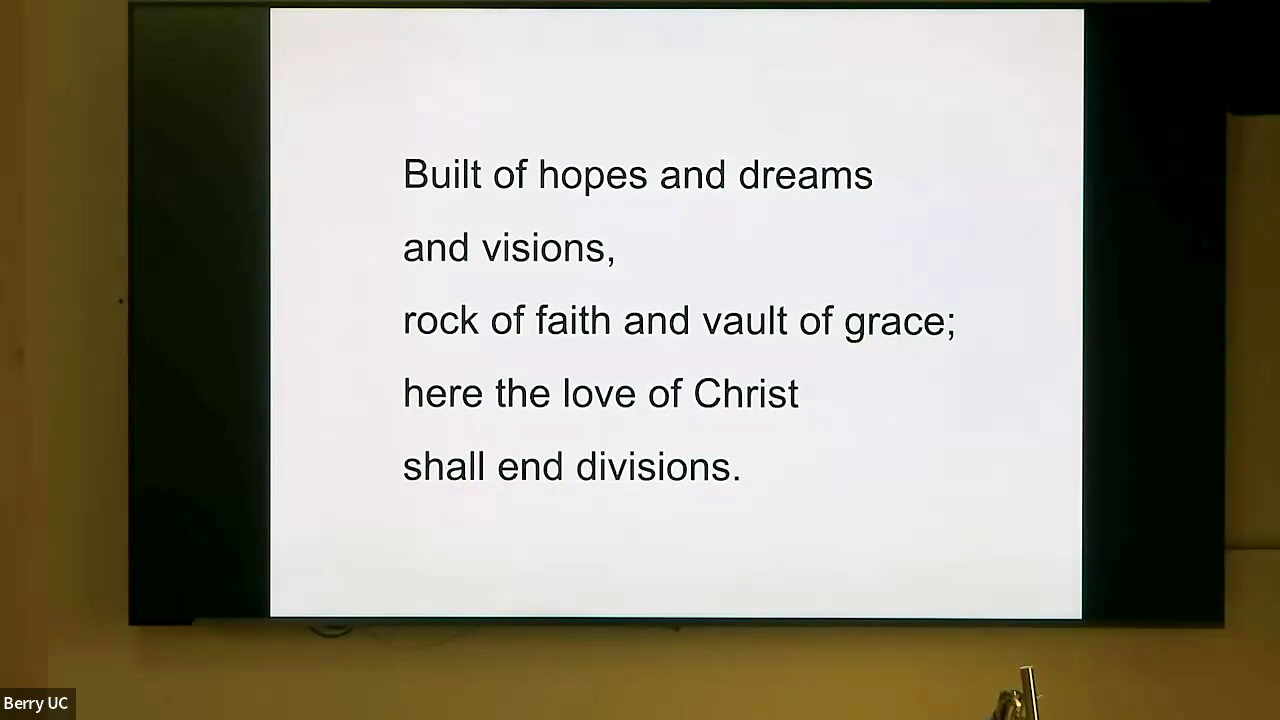 Built of hopes and dreams
and visions,
rock of faith and vault of grace;
here the love of Christ
shall end divisions.
Berry UC